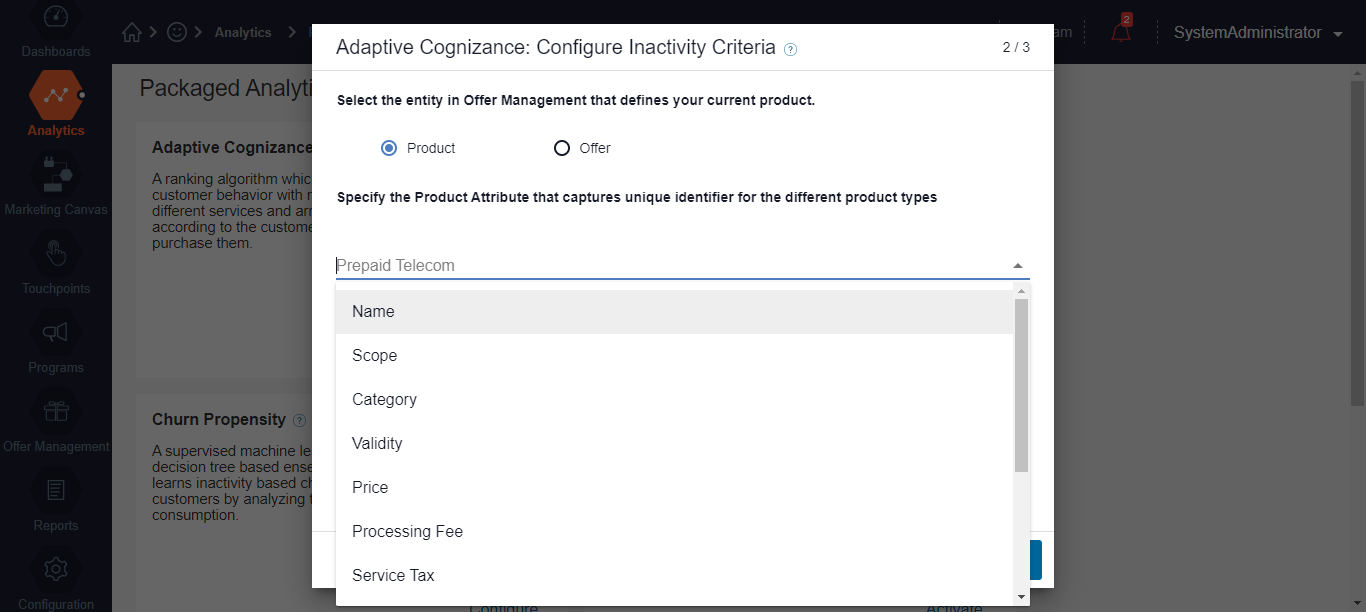 Dashboards
Analytics
Marketing Canvas
Touchpoints
Programs
Offer Management
Reports
Configuration
Analytics
am
2
SystemAdministrator
Packaged Analyti
Adaptive Cognizance
A ranking algorithm whic
customer behavior with
different services and
according to the custome
purchase them.
Churn Propensity ?
A supervised machine le
decision tree based ense
learns inactivity based ch
customers by analyzing
consumption.
Adaptive Cognizance: Configure Inactivity Criteria ?
2 / 3
Select the entity in Offer Management that defines your current product.
Product
Offer
Specify the Product Attribute that captures unique identifier for the different product types
Prepaid Telecom
Name
Scope
Category
Validity
Price
Processing Fee
Service Tax
Configure
Activate